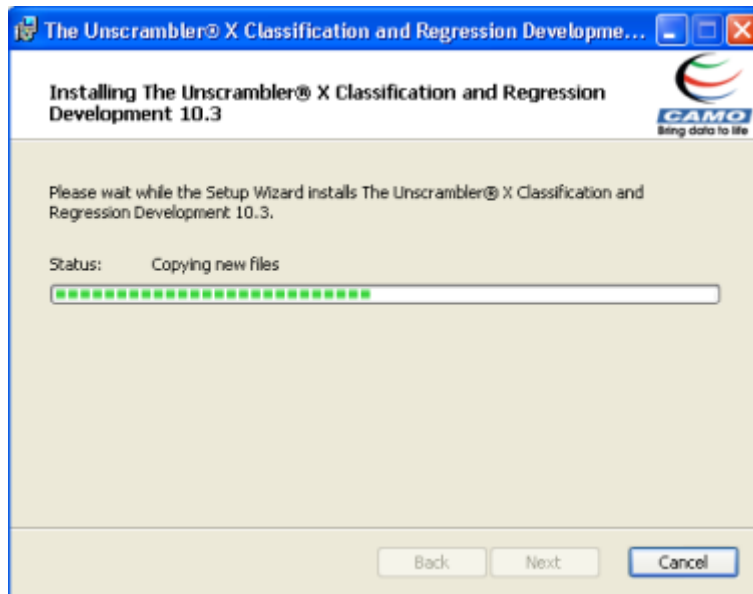 The Unscrambler® X Classification and Regression Developme...
Installing The Unscrambler® X Classification and Regression
Development 10.3
CAMO
Bring data to life
Please wait while the Setup Wizard installs The Unscrambler® X Classification and
Regression Development 10.3.
Status: Copying new files
Back Next Cancel